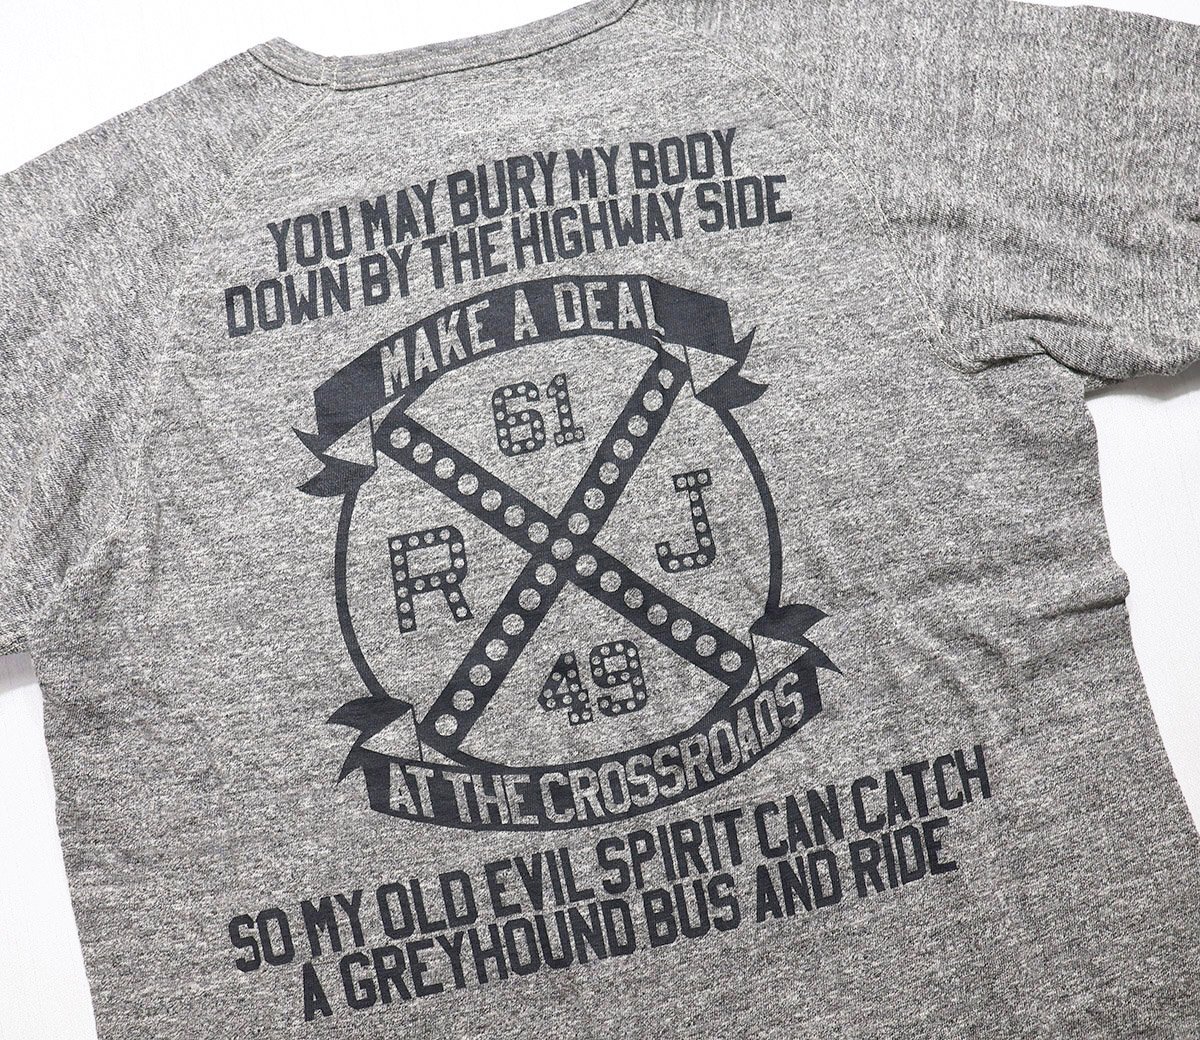 YOU MAY BURY MY BODY
DOWN BY THE HIGHWAY SIDE
MAKE A DEAL
61
R J
49
AT THE CROSSROADS
SO MY OLD EVIL SPIRIT CAN CATCH
A GREYHOUND BUS AND RIDE